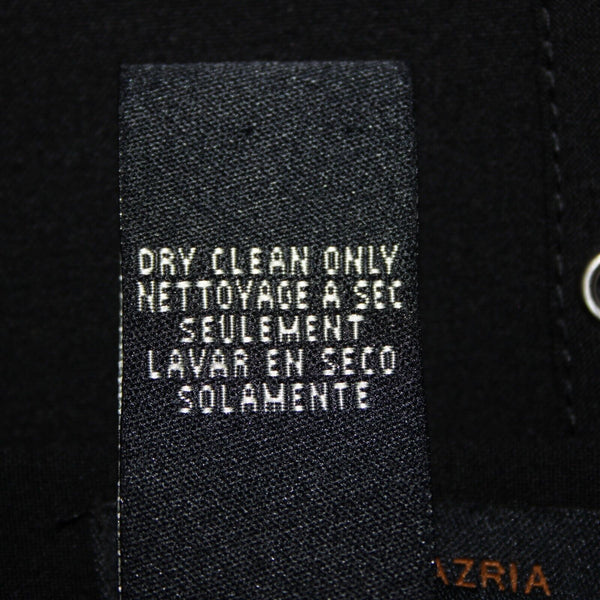 DRY CLEAN ONLY
NETTOYAGE A SEC
SEULEMENT
LAVAR EN SECO
SOLAMENTE
AZRIA